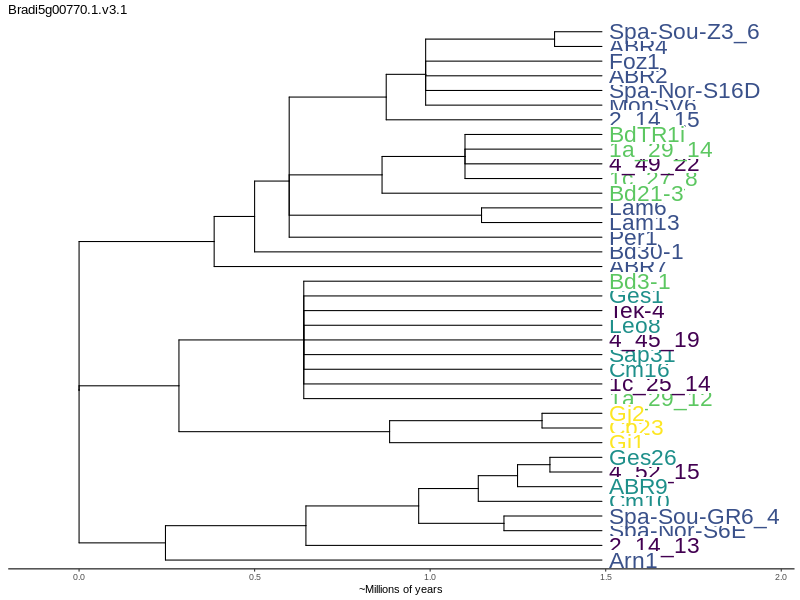 Bradi5g00770.1.v3.1
Spa-Sou-Z3_6
ABR4
Foz1
ABR2
Spa-Nor-S16D
MonSV6
2_14_15
BdTR1i
1a_29_14
4_49_22
1c_27_8
Bd21-3
Lam6
Lam13
Per1
Bd30-1
ABR7
Bd3-1
Ges1
Tek-4
Leo8
4_45_19
Sap31
Cm16
1c_25_14
1a_29_12
Gi2
Cp23
Gi1
Ges26
4_52_15
ABR9
Cm10
Spa-Sou-GR6_4
Spa-Nor-S6E
2_14_13
Arn1
0.0 0.5 1.0 1.5 2.0
~Millions of years